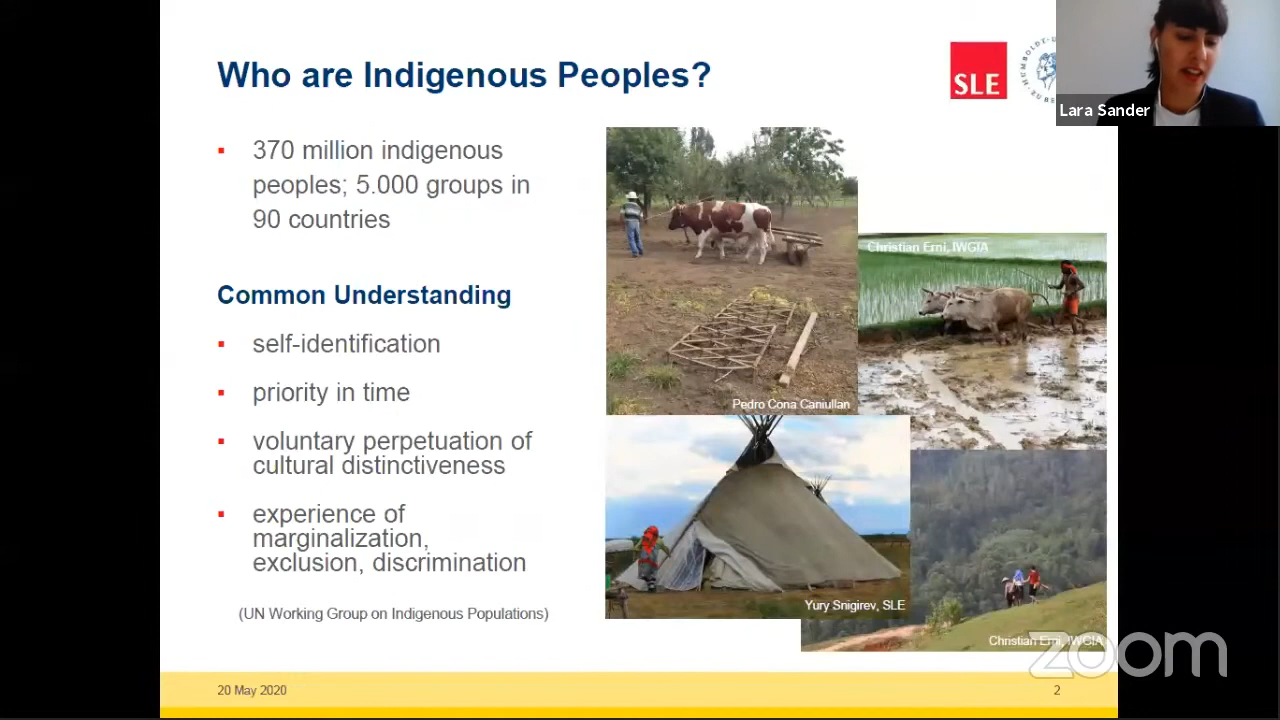 Who are Indigenous Peoples?
SLE
Lara Sander
370 million indigenous
peoples; 5.000 groups in
90 countries
Common Understanding
self-identification
priority in time
voluntary perpetuation of
cultural distinctiveness
experience of
marginalization,
exclusion, discrimination
(UN Working Group on Indigenous Populations)
Christian Erni, IWGIA
Pedro Cona Caniullan
Yury Snigirev, SLE
Christian Erni, IWGIA
zoom
20 May 2020
2